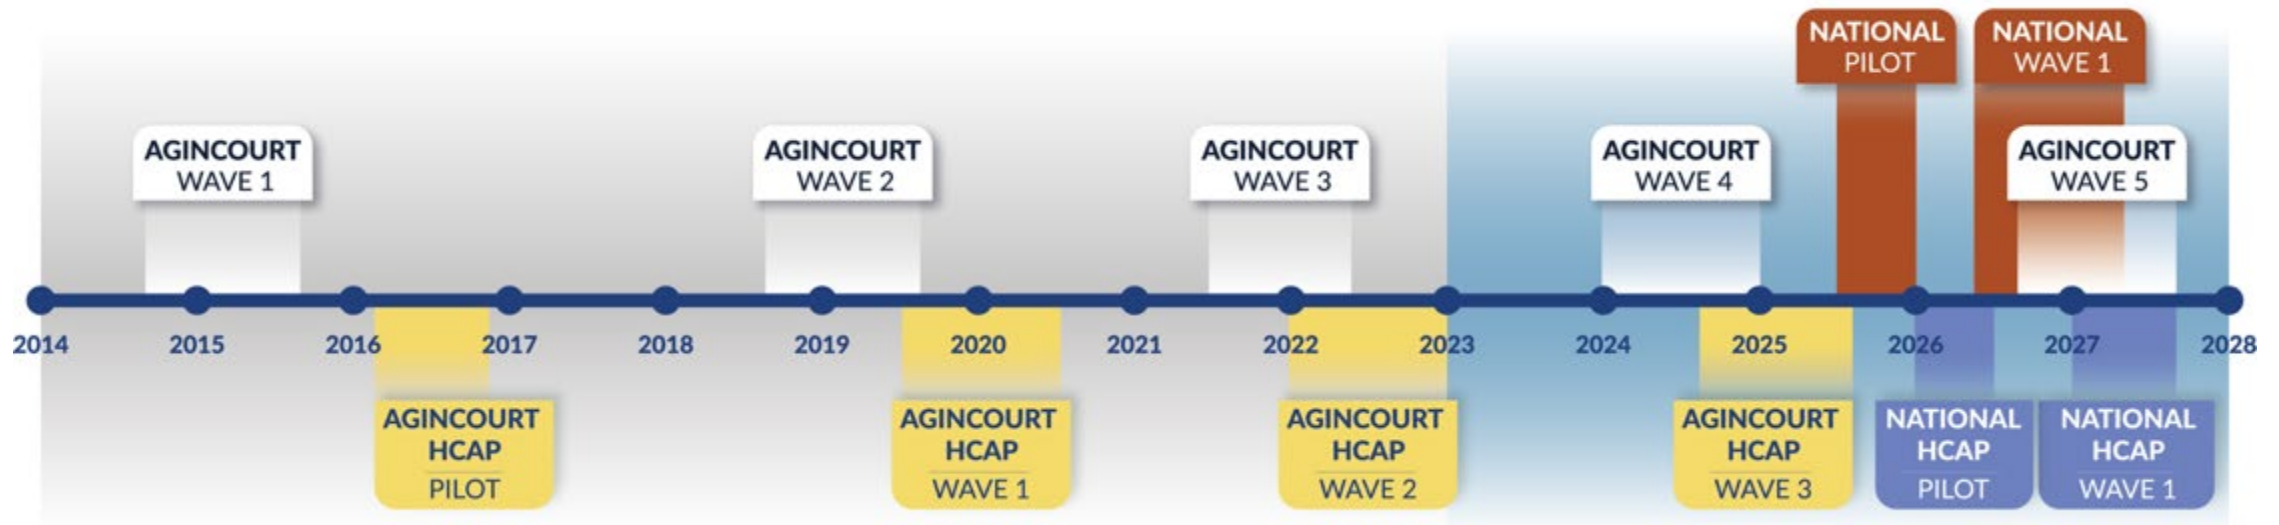 NATIONAL
PILOT
NATIONAL
WAVE 1
AGINCOURT
WAVE 1
AGINCOURT
WAVE 2
AGINCOURT
WAVE 3
AGINCOURT
WAVE 4
AGINCOURT
WAVE 5
2014
2015
2016
2017
2018
2019
2020
2021
2022
2023
2024
2025
2026
2027
2028
AGINCOURT
HCAP
PILOT
AGINCOURT
HCAP
WAVE 1
AGINCOURT
HCAP
WAVE 2
AGINCOURT
HCAP
WAVE 3
NATIONAL
HCAP
PILOT
NATIONAL
HCAP
WAVE 1